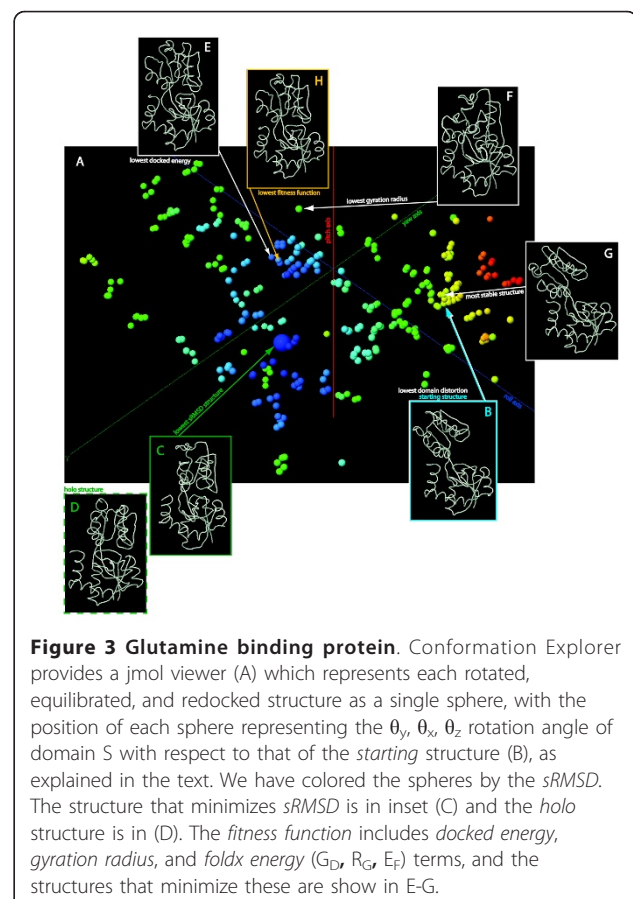 E
H
F
A
lowest docked energy
lowest fitness function
lowest gyration radius
pitch axis
yaw axis
G
most stable structure
lowest sRMSD structure
lowest domain distortion
starting structure
roll axis
B
C
holo structure
D
Figure 3 Glutamine binding protein. Conformation Explorer
provides a jmol viewer (A) which represents each rotated,
equilibrated, and redocked structure as a single sphere, with the
position of each sphere representing the θy, θx, θz rotation angle of
domain S with respect to that of the starting structure (B), as
explained in the text. We have colored the spheres by the sRMSD.
The structure that minimizes sRMSD is in inset (C) and the holo
structure is in (D). The fitness function includes docked energy,
gyration radius, and foldx energy (GD, RG, EF) terms, and the
structures that minimize these are show in E-G.